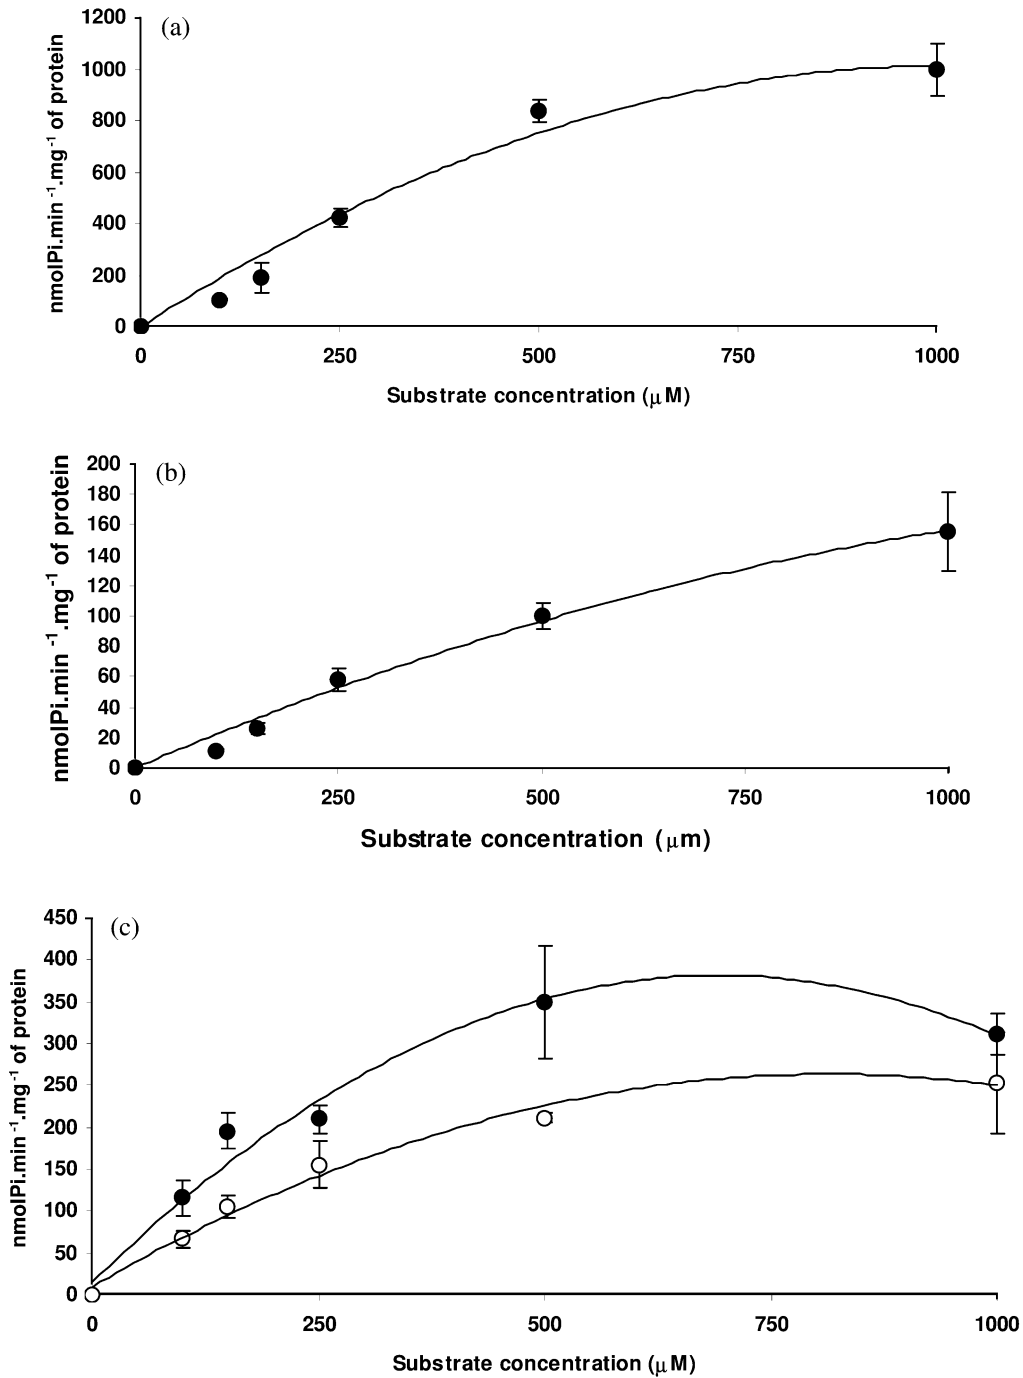 (a)
nmolPi.min⁻¹.mg⁻¹ of protein
1200
1000
800
600
400
200
0
0 250 500 750 1000
Substrate concentration (μM)
(b)
nmolPi.min⁻¹.mg⁻¹ of protein
200
180
160
140
120
100
80
60
40
20
0
0 250 500 750 1000
Substrate concentration (μm)
(c)
nmolPi.min⁻¹.mg⁻¹ of protein
450
400
350
300
250
200
150
100
50
0
0 250 500 750 1000
Substrate concentration (μM)